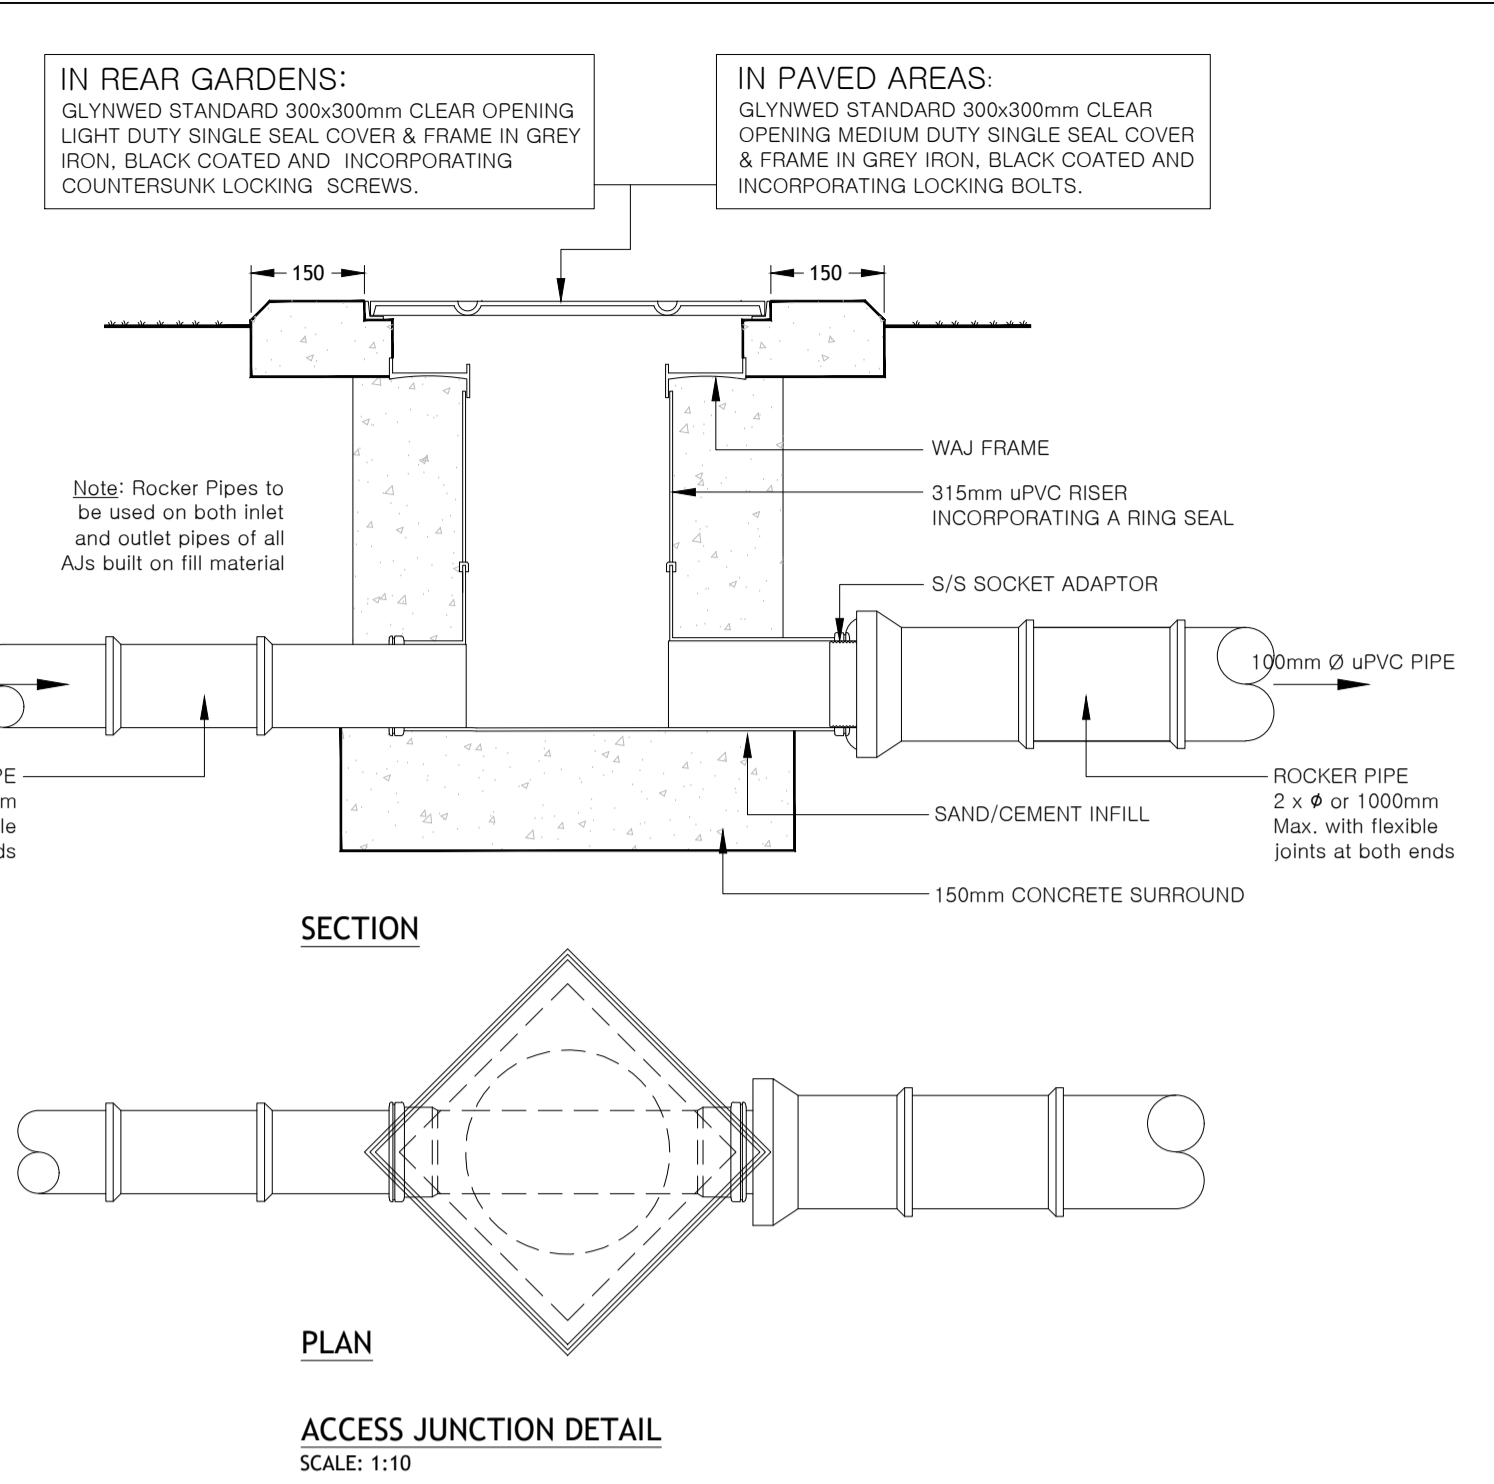 IN REAR GARDENS:
GLYNWED STANDARD 300x300mm CLEAR OPENING
LIGHT DUTY SINGLE SEAL COVER & FRAME IN GREY
IRON, BLACK COATED AND INCORPORATING
COUNTERSUNK LOCKING SCREWS.
IN PAVED AREAS:
GLYNWED STANDARD 300x300mm CLEAR
OPENING MEDIUM DUTY SINGLE SEAL COVER
& FRAME IN GREY IRON, BLACK COATED AND
INCORPORATING LOCKING BOLTS.
150
150
WAJ FRAME
315mm uPVC RISER
INCORPORATING A RING SEAL
Note: Rocker Pipes to
be used on both inlet
and outlet pipes of all
AJs built on fill material
S/S SOCKET ADAPTOR
100mm Ø uPVC PIPE
ROCKER PIPE
2 x Ø or 1000mm
Max. with flexible
joints at both ends
SAND/CEMENT INFILL
150mm CONCRETE SURROUND
SECTION
PLAN
ACCESS JUNCTION DETAIL
SCALE: 1:10